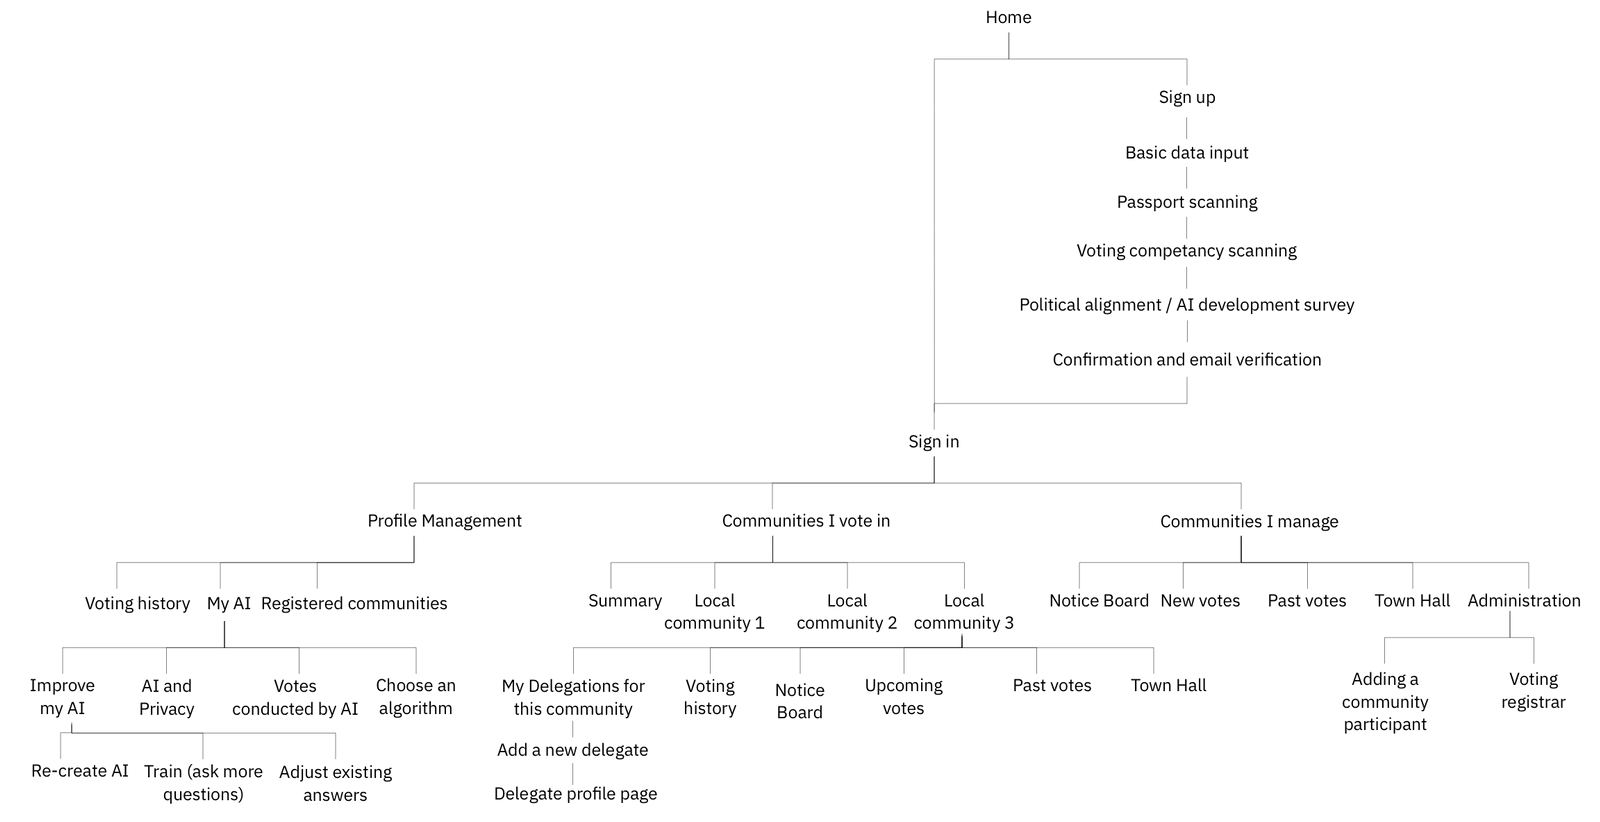 Home
Sign up
Basic data input
Passport scanning
Voting competancy scanning
Political alignment / AI development survey
Confirmation and email verification
Sign in
Profile Management
Communities I vote in
Communities I manage
Voting history
My AI
Registered communities
Summary
Local
community 1
Local
community 2
Local
community 3
Notice Board
New votes
Past votes
Town Hall
Administration
Improve
my AI
AI and
Privacy
Votes
conducted by AI
Choose an
algorithm
My Delegations for
this community
Voting
history
Notice
Board
Upcoming
votes
Past votes
Town Hall
Adding a
community
participant
Voting
registrar
Re-create AI
Train (ask more
questions)
Adjust existing
answers
Add a new delegate
Delegate profile page